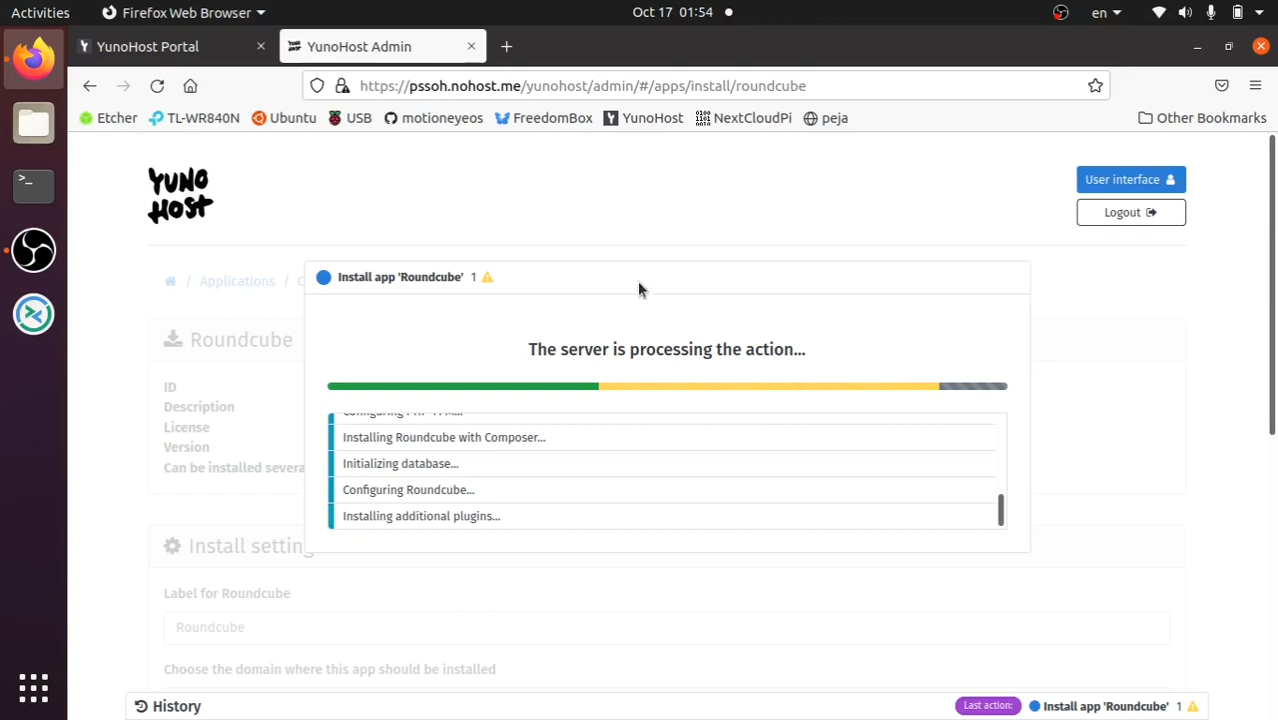 Activities Firefox Web Browser Oct 17 01:54 en
YunoHost Portal YunoHost Admin
https://pssoh.nohost.me/yunohost/admin/#/apps/install/roundcube
Etcher TL-WR840N Ubuntu USB motioneyeos FreedomBox YunoHost NextCloudPi peja Other Bookmarks
YUNO
HOST
User interface
Logout
/ Applications / C
Install app 'Roundcube' 1
Roundcube
The server is processing the action...
ID
Description
License
Version
Can be installed severa
Installing Roundcube with Composer...
Initializing database...
Configuring Roundcube...
Installing additional plugins...
Install setting
Label for Roundcube
Roundcube
Choose the domain where this app should be installed
History Last action: Install app 'Roundcube' 1